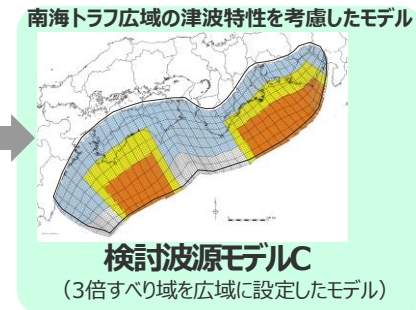 南海トラフ広域の津波特性を考慮したモデル
検討波源モデルC
（3倍すべり域を広域に設定したモデル）